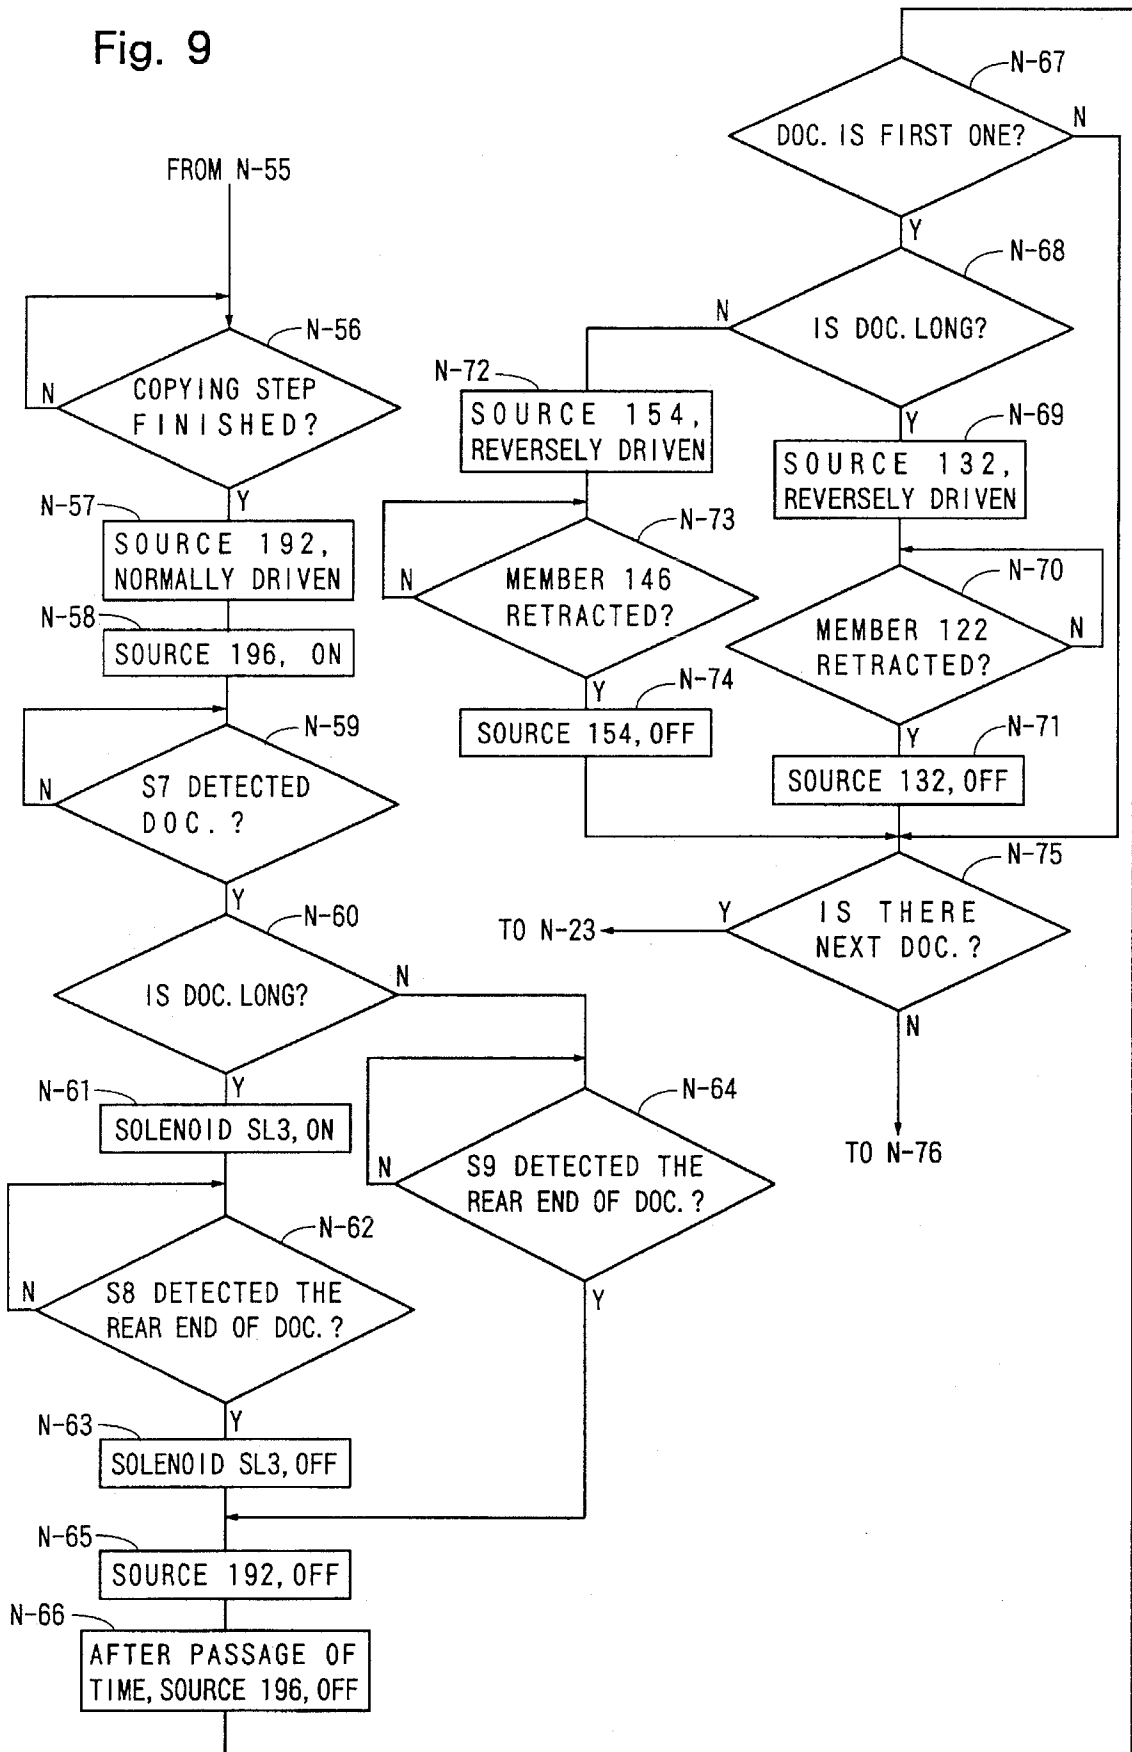 Fig. 9
FROM N-55
N-56
COPYING STEP
FINISHED?
N
Y
N-57
SOURCE 192,
NORMALLY DRIVEN
N-58
SOURCE 196, ON
N-59
S7 DETECTED
DOC. ?
N
Y
N-60
IS DOC. LONG?
N
Y
N-61
SOLENOID SL3, ON
N-62
S8 DETECTED THE
REAR END OF DOC. ?
N
Y
N-63
SOLENOID SL3, OFF
N-64
S9 DETECTED THE
REAR END OF DOC. ?
N
Y
N-65
SOURCE 192, OFF
N-66
AFTER PASSAGE OF
TIME, SOURCE 196, OFF
N-67
DOC. IS FIRST ONE?
N
Y
N-68
IS DOC. LONG?
N
Y
N-69
SOURCE 132,
REVERSELY DRIVEN
N-70
MEMBER 122
RETRACTED?
N
Y
N-71
SOURCE 132, OFF
N-72
SOURCE 154,
REVERSELY DRIVEN
N-73
MEMBER 146
RETRACTED?
N
Y
N-74
SOURCE 154, OFF
N-75
IS THERE
NEXT DOC. ?
Y
TO N-23
N
TO N-76